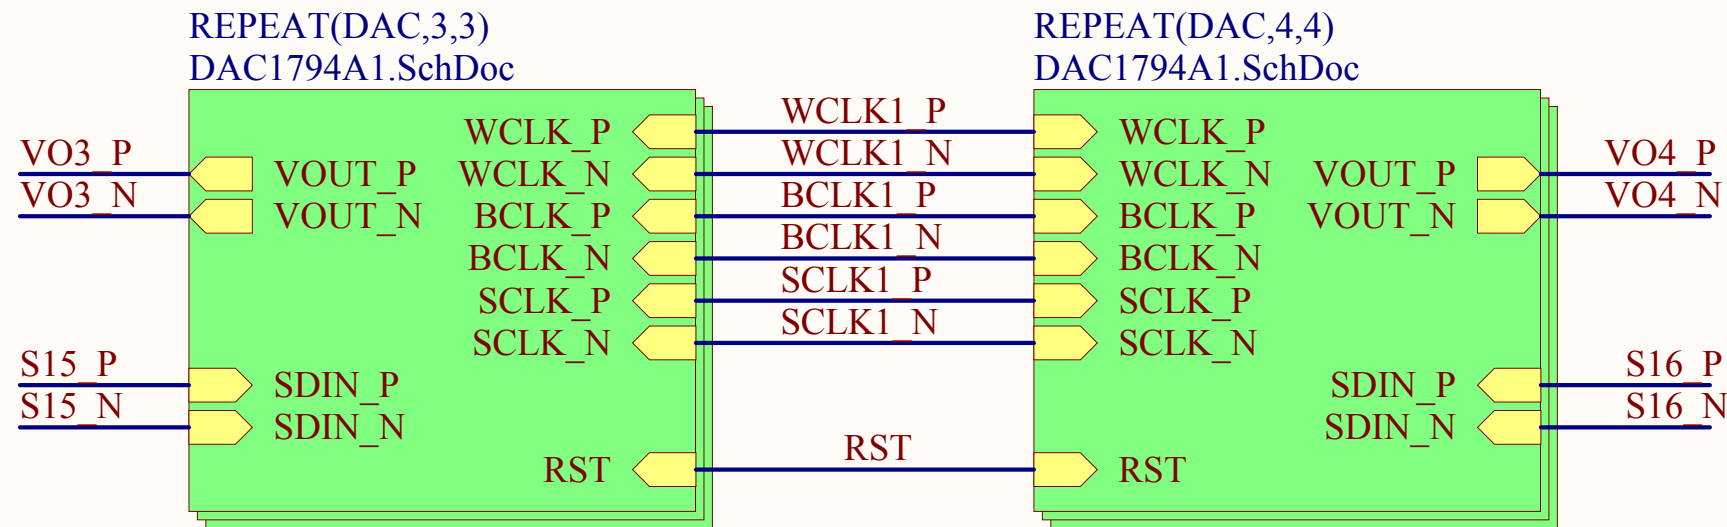 REPEAT(DAC,3,3)
DAC1794A1.SchDoc
REPEAT(DAC,4,4)
DAC1794A1.SchDoc
VO3_P
VO3_N
S15_P
S15_N
VOUT_P
VOUT_N
SDIN_P
SDIN_N
WCLK_P
WCLK_N
BCLK_P
BCLK_N
SCLK_P
SCLK_N
RST
WCLK1_P
WCLK1_N
BCLK1_P
BCLK1_N
SCLK1_P
SCLK1_N
RST
WCLK_P
WCLK_N
BCLK_P
BCLK_N
SCLK_P
SCLK_N
RST
VOUT_P
VOUT_N
SDIN_P
SDIN_N
VO4_P
VO4_N
S16_P
S16_N